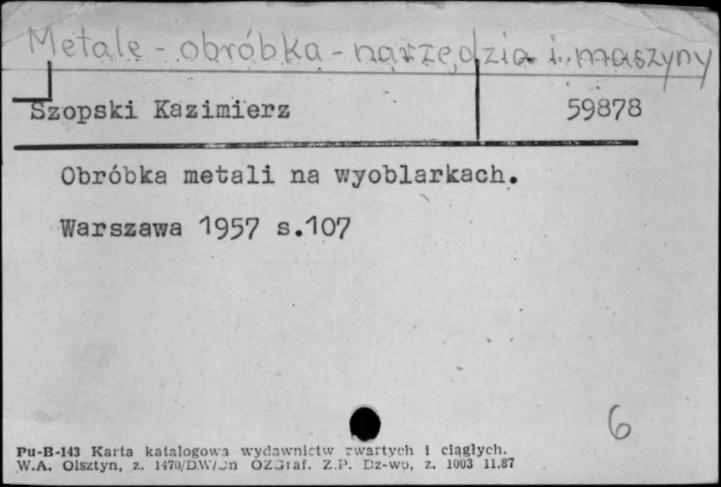 Metale - obróbka - narzędzia i maszyny
Szopski Kazimierz 59878
Obróbka metali na wyoblarkach.
Warszawa 1957 s.107
6
Pu-B-143 Karta katalogowa wydawnictw zwartych i ciągłych.
W.A. Olsztyn, z. 1470/DW/Jn OZGraf. Z.P. Dz-wo, z. 1003 11.87